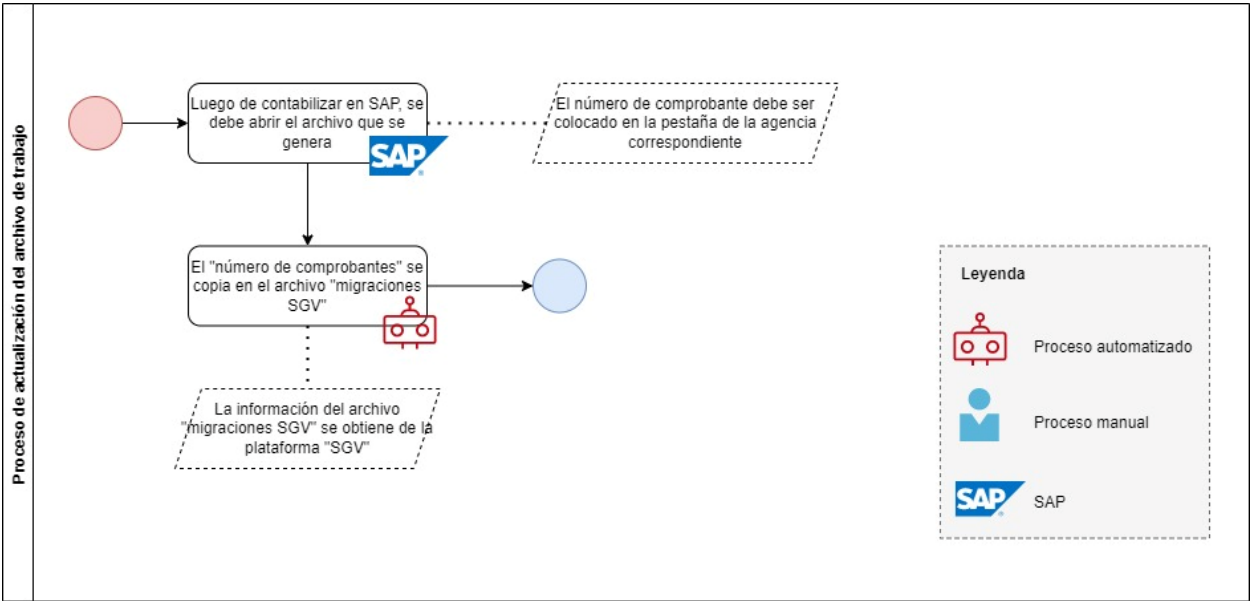 Proceso de actualización del archivo de trabajo
Luego de contabilizar en SAP, se
debe abrir el archivo que se
genera
SAP
El número de comprobante debe ser
colocado en la pestaña de la agencia
correspondiente
El "número de comprobantes" se
copia en el archivo "migraciones
SGV"
La información del archivo
"migraciones SGV" se obtiene de la
plataforma "SGV"
Leyenda
Proceso automatizado
Proceso manual
SAP
SAP